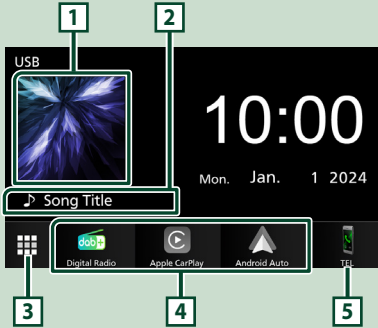 1 2
USB
10:00
Mon. Jan. 1 2024
Song Title
dab+
Digital Radio Apple CarPlay Android Auto TEL
3 4 5